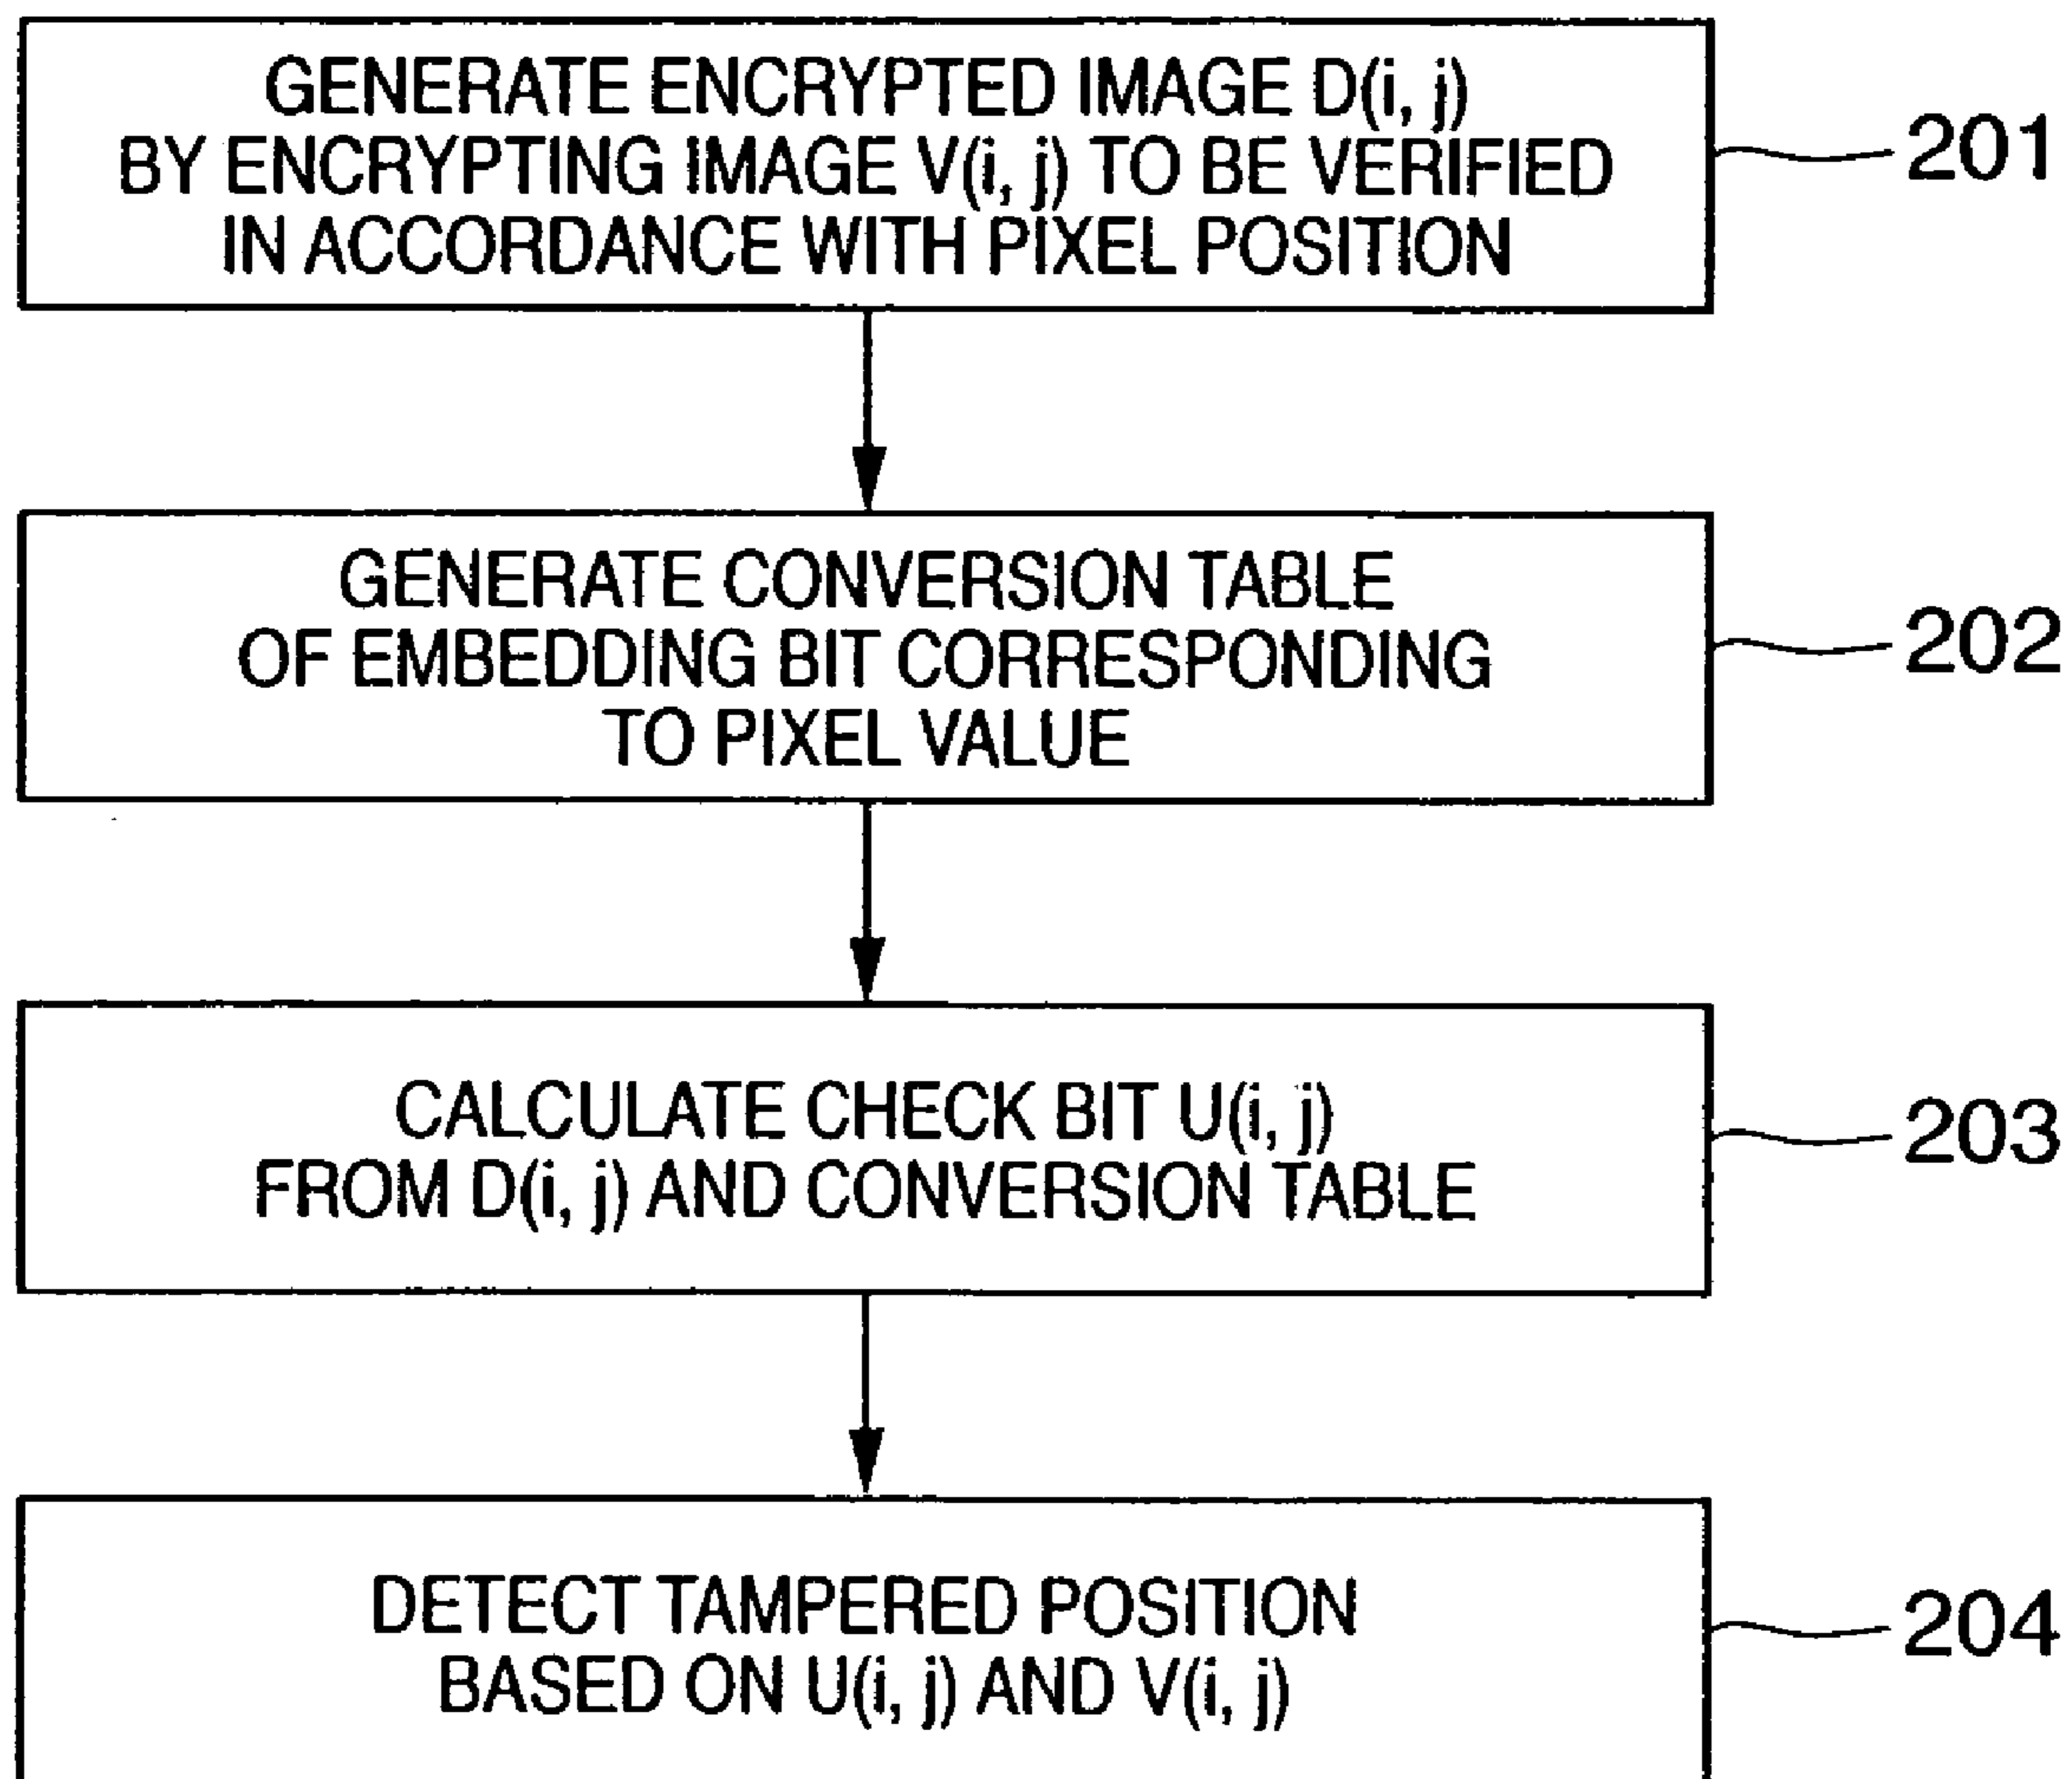 GENERATE ENCRYPTED IMAGE D(i, j)
BY ENCRYPTING IMAGE V(i, j) TO BE VERIFIED
IN ACCORDANCE WITH PIXEL POSITION
201
GENERATE CONVERSION TABLE
OF EMBEDDING BIT CORRESPONDING
TO PIXEL VALUE
202
CALCULATE CHECK BIT U(i, j)
FROM D(i, j) AND CONVERSION TABLE
203
DETECT TAMPERED POSITION
BASED ON U(i, j) AND V(i, j)
204